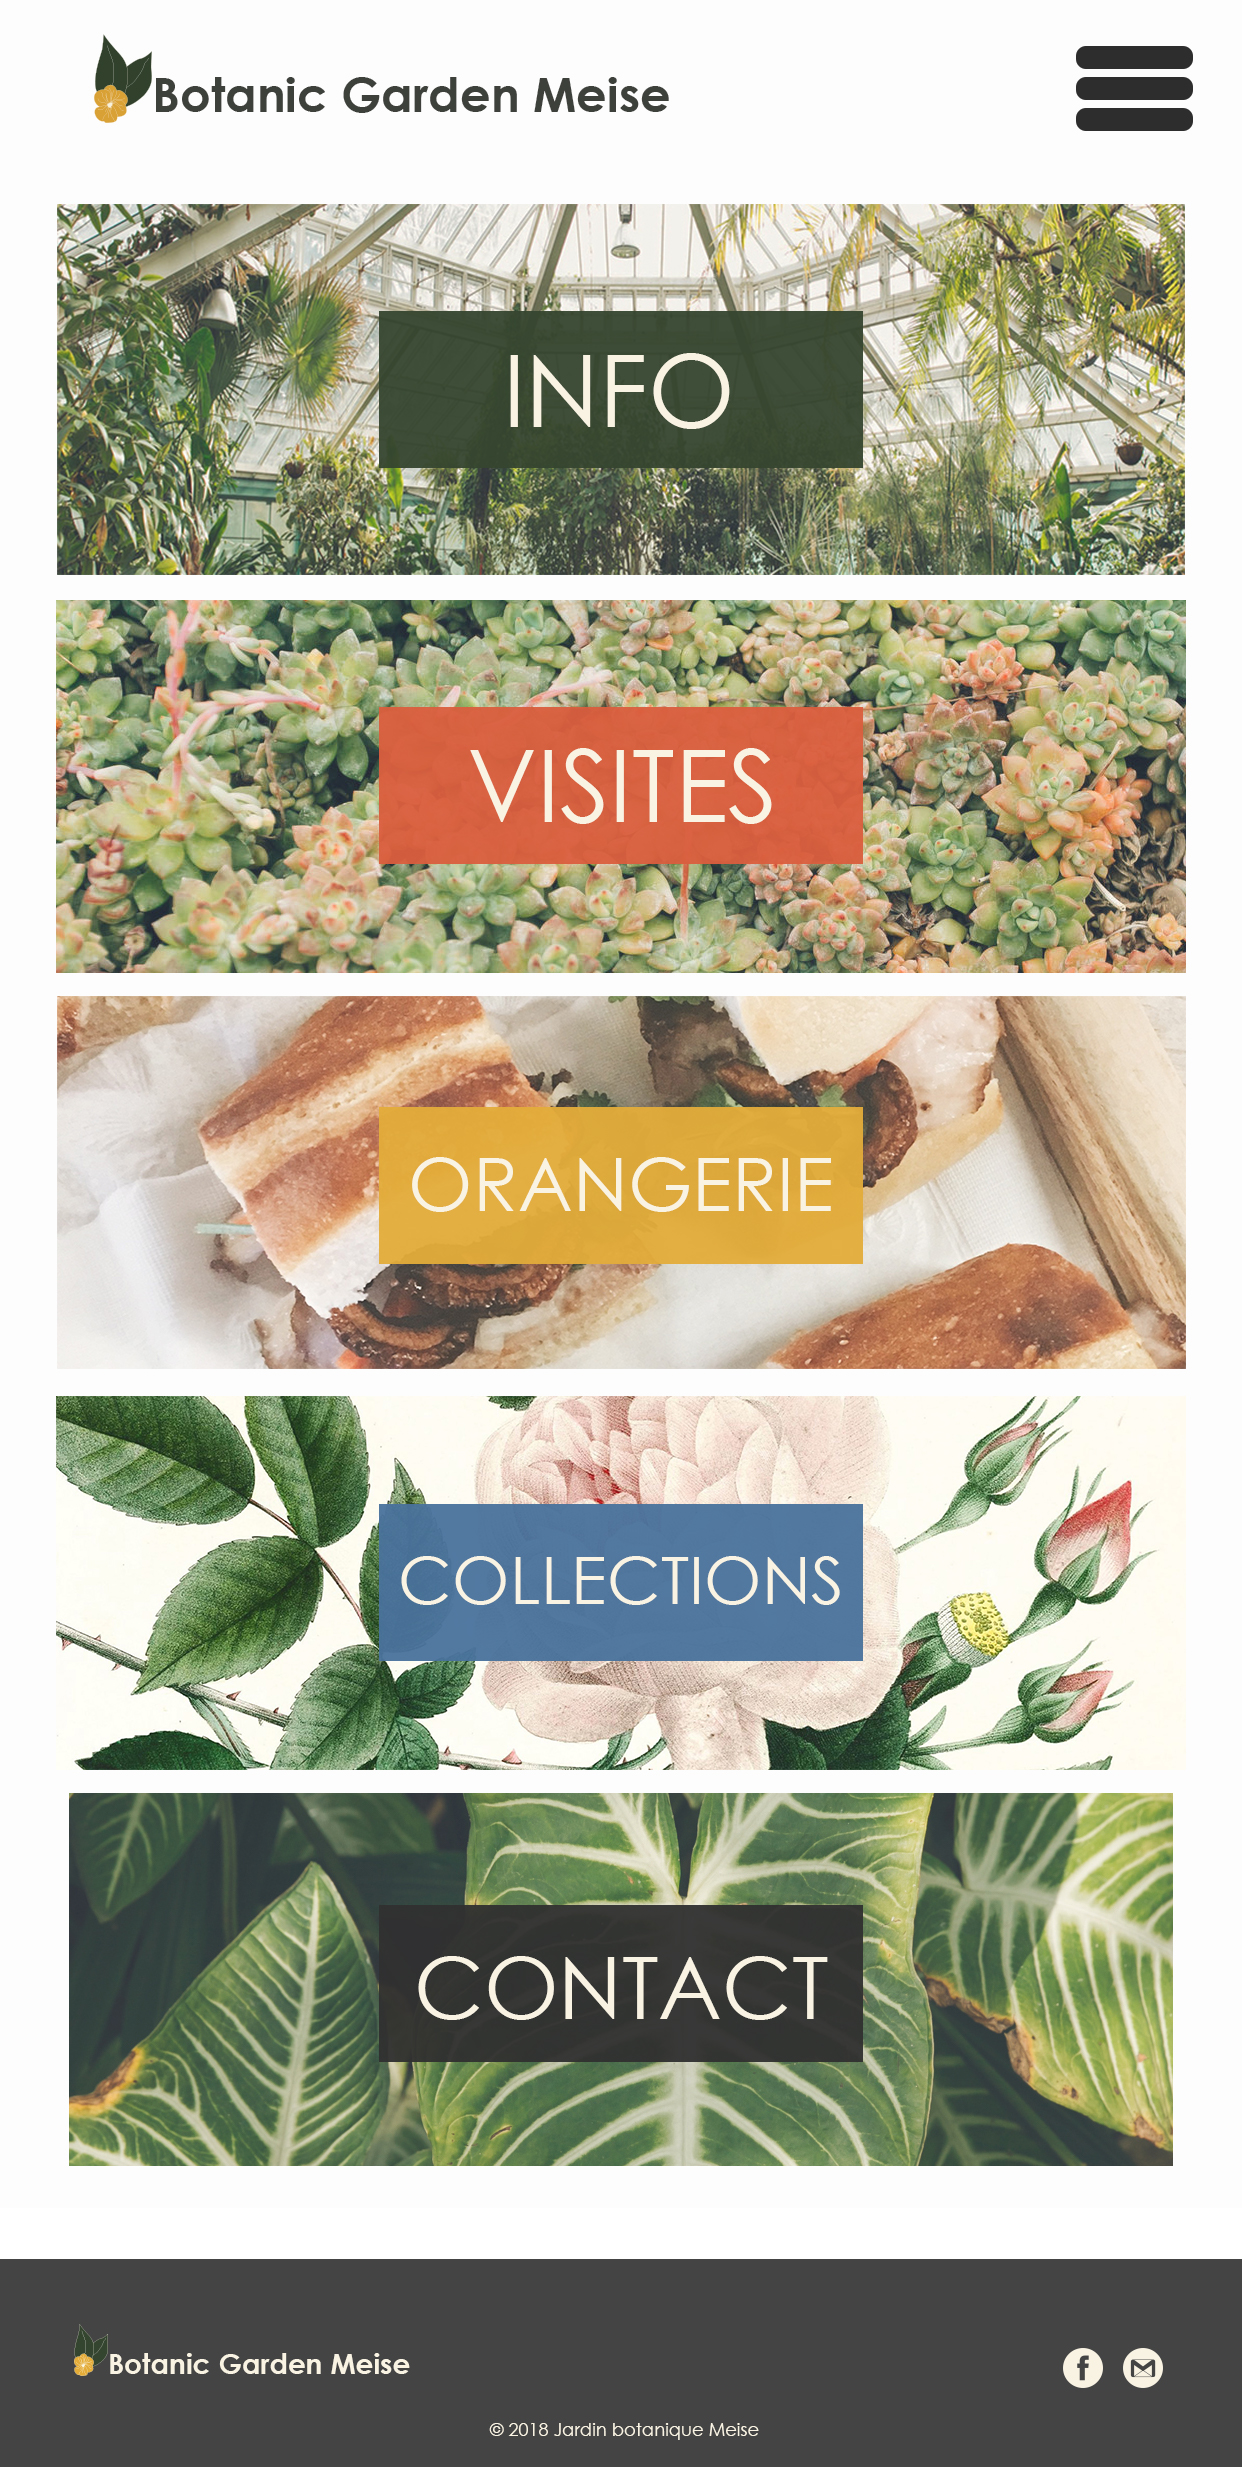 Botanic Garden Meise
INFO
VISITES
ORANGERIE
COLLECTIONS
CONTACT
Botanic Garden Meise
© 2018 Jardin botanique Meise